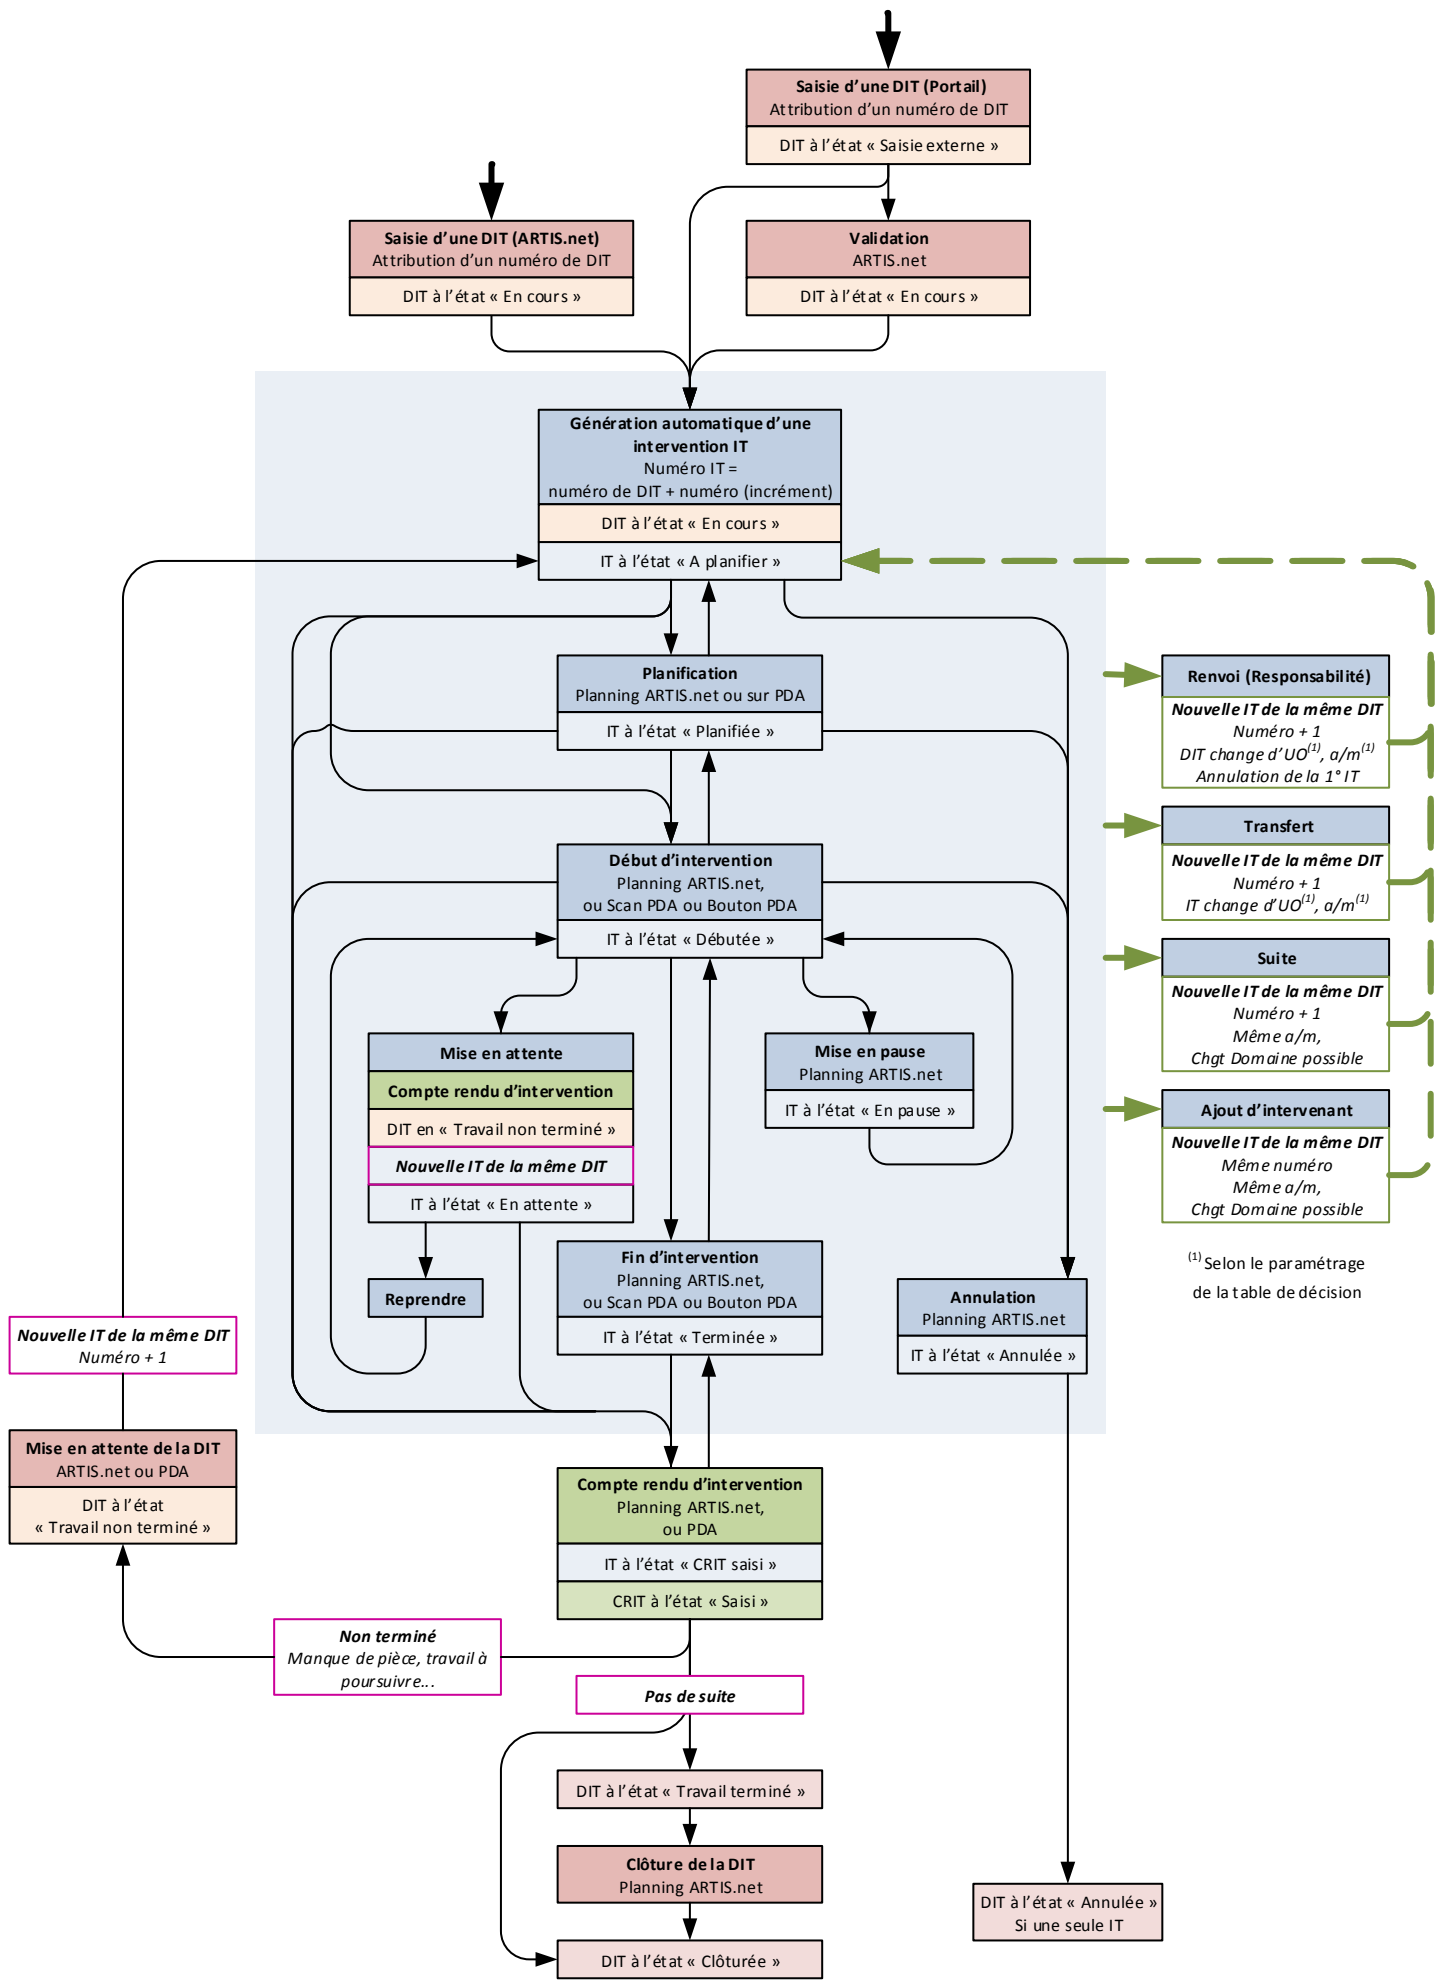 Saisie d’une DIT (Portail)
Attribution d’un numéro de DIT
DIT à l’état « Saisie externe »
Saisie d’une DIT (ARTIS.net)
Attribution d’un numéro de DIT
DIT à l’état « En cours »
Validation
ARTIS.net
DIT à l’état « En cours »
Génération automatique d’une
intervention IT
Numéro IT =
numéro de DIT + numéro (incrément)
DIT à l’état « En cours »
IT à l’état « A planifier »
Planification
Planning ARTIS.net ou sur PDA
IT à l’état « Planifiée »
Renvoi (Responsabilité)
Nouvelle IT de la même DIT
Numéro + 1
DIT change d’UO(1), a/m(1)
Annulation de la 1° IT
Transfert
Nouvelle IT de la même DIT
Numéro + 1
IT change d’UO(1), a/m(1)
Début d’intervention
Planning ARTIS.net,
ou Scan PDA ou Bouton PDA
IT à l’état « Débutée »
Suite
Nouvelle IT de la même DIT
Numéro + 1
Même a/m,
Chgt Domaine possible
Mise en attente
Compte rendu d’intervention
DIT en « Travail non terminé »
Nouvelle IT de la même DIT
IT à l’état « En attente »
Mise en pause
Planning ARTIS.net
IT à l’état « En pause »
Ajout d’intervenant
Nouvelle IT de la même DIT
Même numéro
Même a/m,
Chgt Domaine possible
(1) Selon le paramétrage
de la table de décision
Reprendre
Fin d’intervention
Planning ARTIS.net,
ou Scan PDA ou Bouton PDA
IT à l’état « Terminée »
Annulation
Planning ARTIS.net
IT à l’état « Annulée »
Nouvelle IT de la même DIT
Numéro + 1
Mise en attente de la DIT
ARTIS.net ou PDA
DIT à l’état
« Travail non terminé »
Compte rendu d’intervention
Planning ARTIS.net,
ou PDA
IT à l’état « CRIT saisi »
CRIT à l’état « Saisi »
Non terminé
Manque de pièce, travail à
poursuivre...
Pas de suite
DIT à l’état « Travail terminé »
Clôture de la DIT
Planning ARTIS.net
DIT à l’état « Clôturée »
DIT à l’état « Annulée »
Si une seule IT